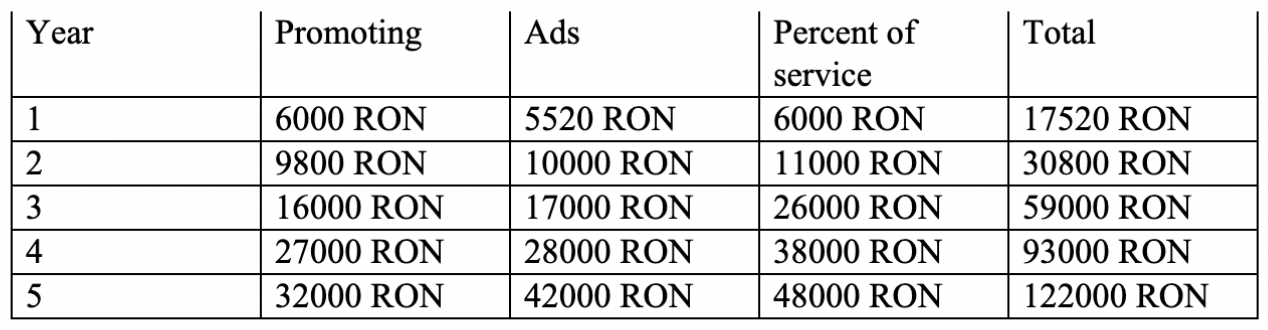 Year Promoting Ads Percent of service Total
1 6000 RON 5520 RON 6000 RON 17520 RON
2 9800 RON 10000 RON 11000 RON 30800 RON
3 16000 RON 17000 RON 26000 RON 59000 RON
4 27000 RON 28000 RON 38000 RON 93000 RON
5 32000 RON 42000 RON 48000 RON 122000 RON